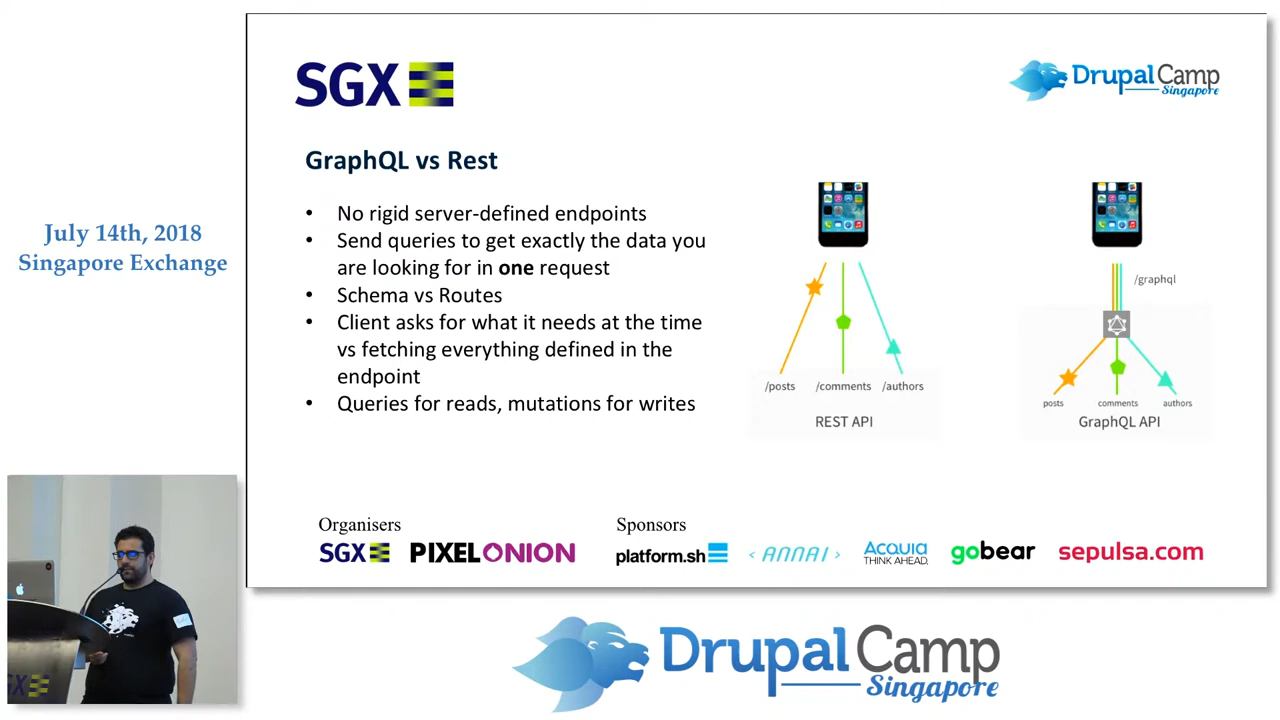 SGX
DrupalCamp
Singapore
GraphQL vs Rest
• No rigid server-defined endpoints
• Send queries to get exactly the data you
are looking for in one request
• Schema vs Routes
• Client asks for what it needs at the time
vs fetching everything defined in the
endpoint
• Queries for reads, mutations for writes
/posts
/comments
/authors
REST API
/graphql
posts
comments
authors
GraphQL API
July 14th, 2018
Singapore Exchange
Organisers
SGX
PIXELONION
Sponsors
platform.sh
<ANNAI>
ACQUIA
THINK AHEAD.
gobear
sepulsa.com
SGX
DrupalCamp
Singapore